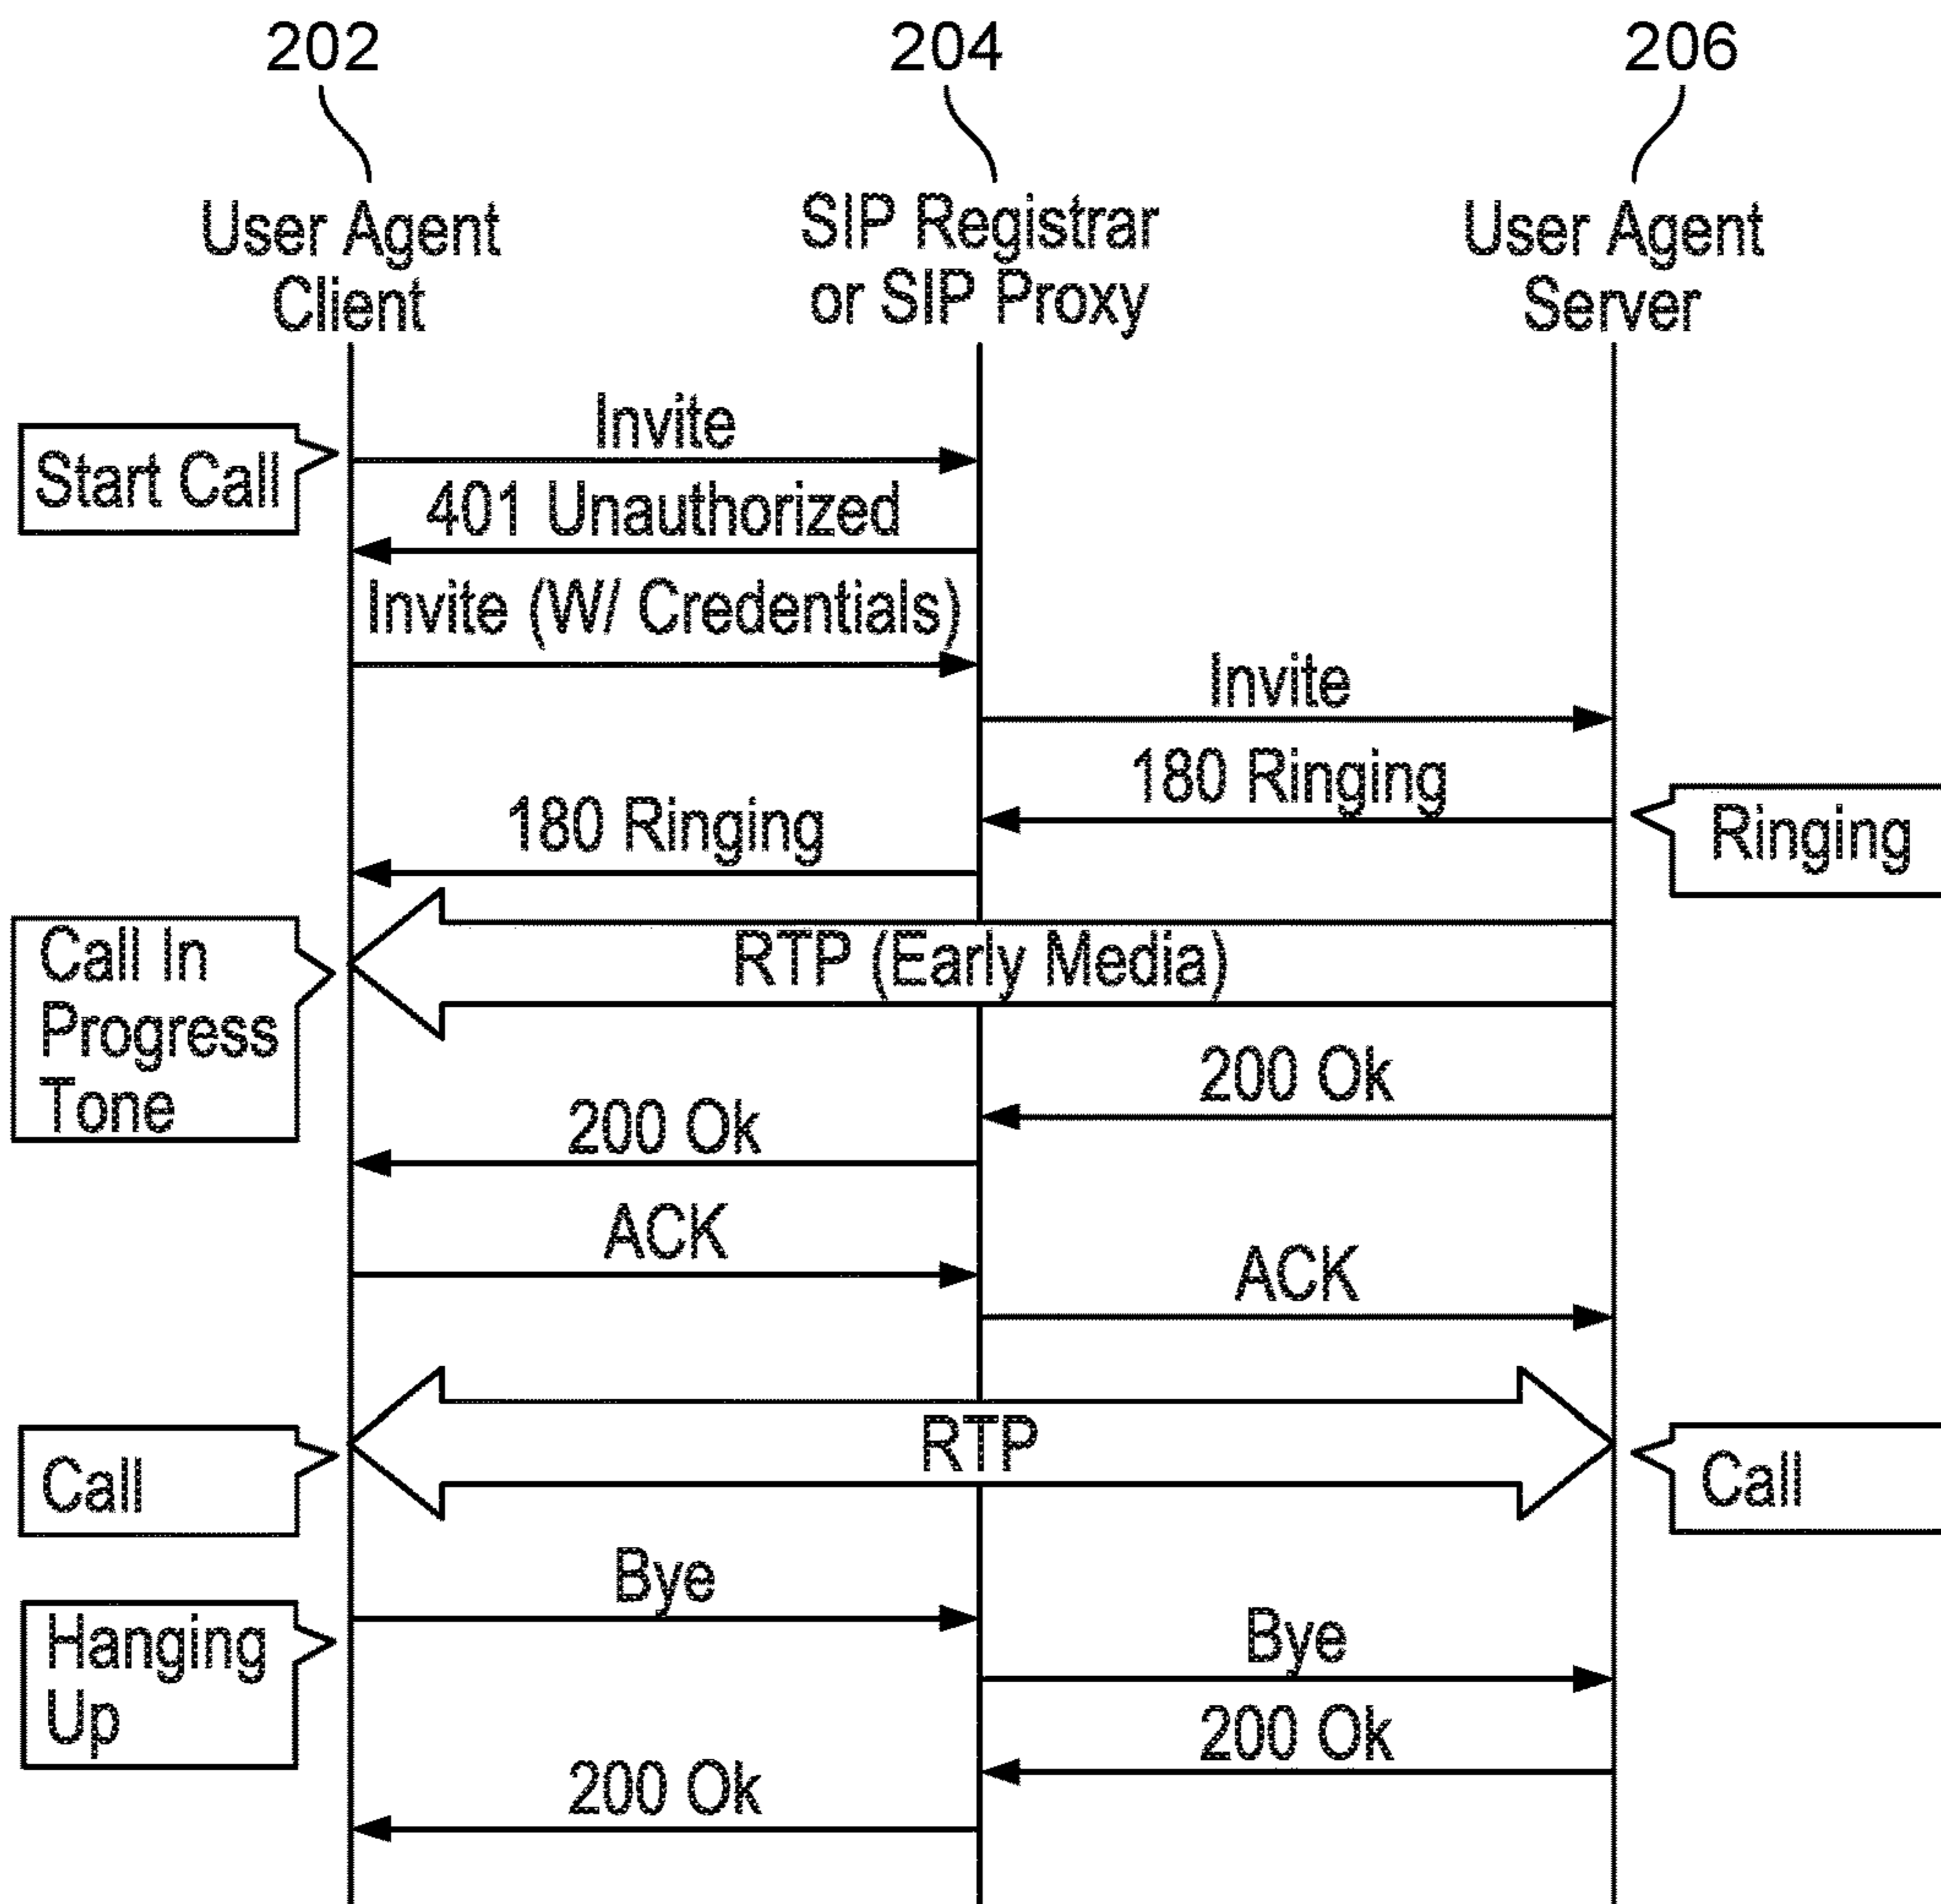 202
204
206
User Agent
Client
SIP Registrar
or SIP Proxy
User Agent
Server
Start Call
Invite
401 Unauthorized
Invite (W/ Credentials)
Invite
180 Ringing
Ringing
180 Ringing
Call In
Progress
Tone
RTP (Early Media)
200 Ok
200 Ok
ACK
ACK
RTP
Call
Call
Bye
Hanging
Up
Bye
200 Ok
200 Ok